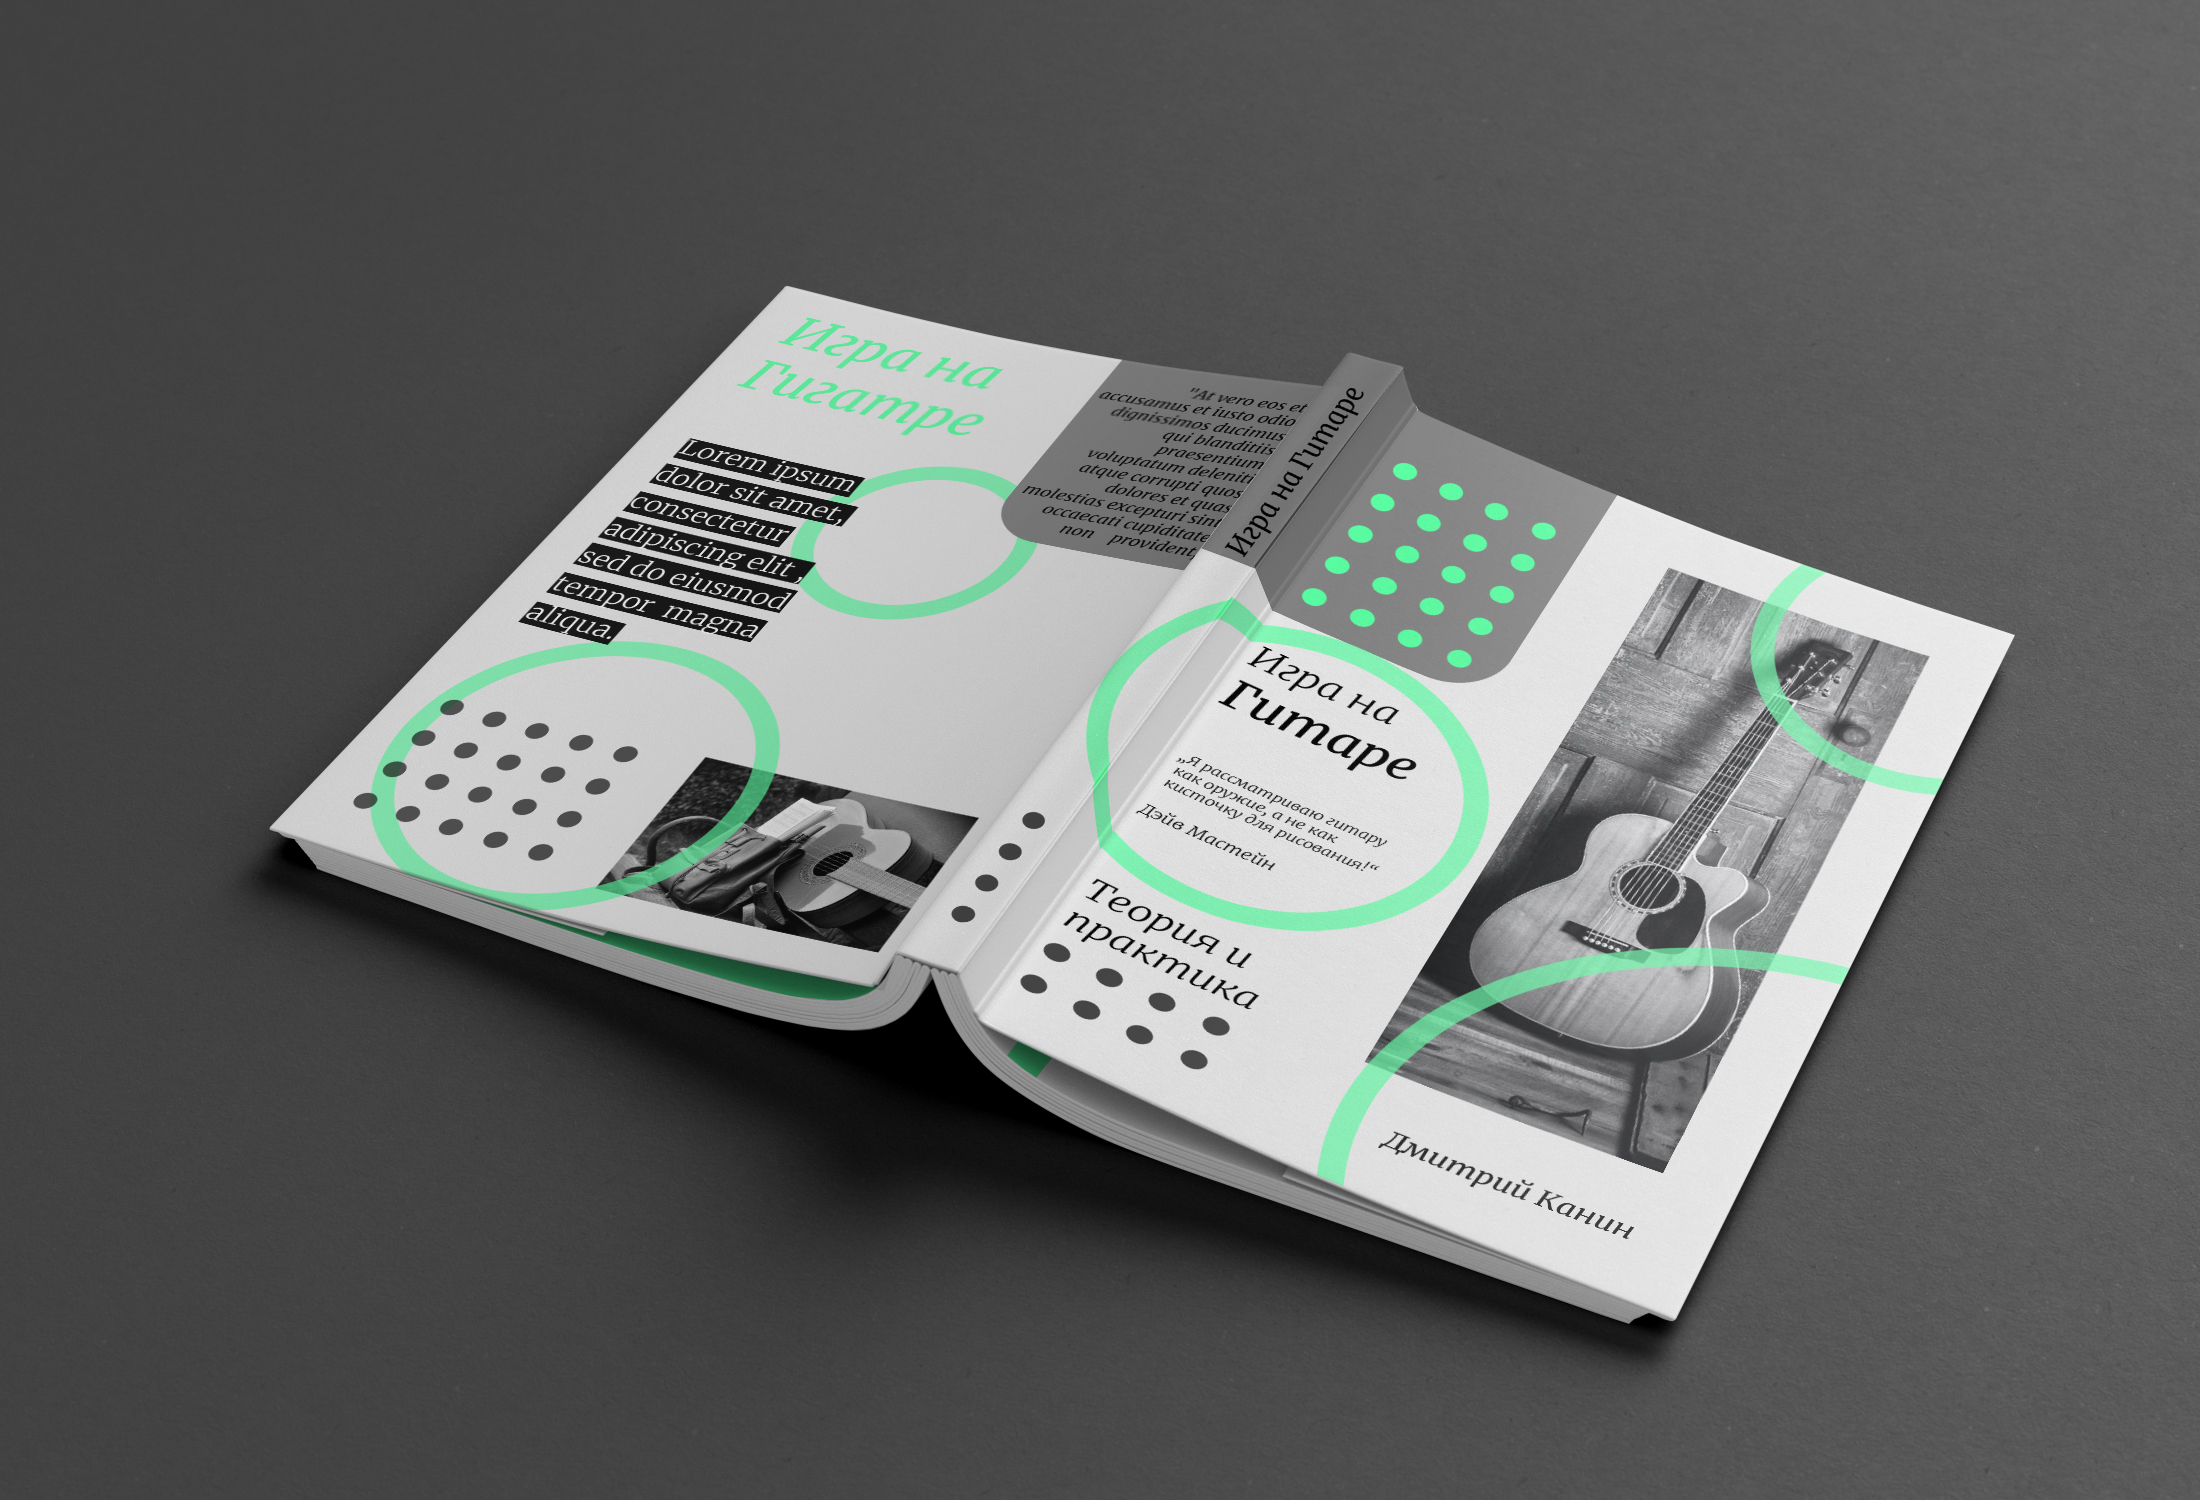 Игра на
Гигатре
Lorem ipsum
dolor sit amet,
consectetur
adipiscing elit ,
sed do eiusmod
tempor magna
aliqua.
"At vero eos et
accusamus et iusto odio
dignissimos ducimus
qui blanditiis
praesentium
voluptatum deleniti
atque corrupti quos
dolores et quas
molestias excepturi sint
occaecati cupiditate
non provident,
Игра на Гитаре
Игра на
Гитаре
„Я рассматриваю гитару
как оружие, а не как
кисточку для рисования!“
Дэйв Мастейн
Теория и
практика
Дмитрий Канин